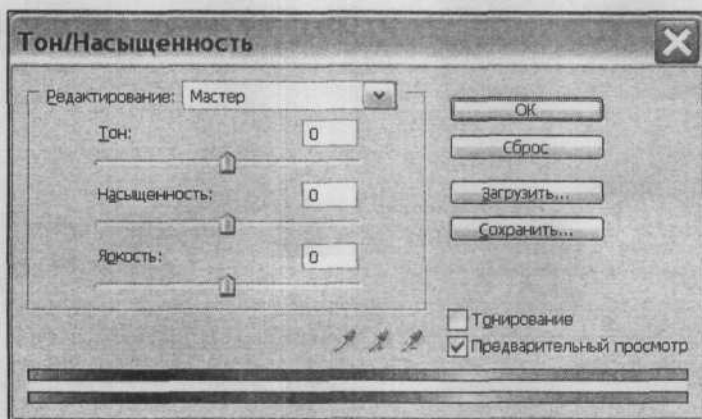 Тон/Насыщенность
Редактирование: Мастер
Тон: 0
Насыщенность: 0
Яркость: 0
OK
Сброс
Загрузить...
Сохранить...
Тонирование
Предварительный просмотр